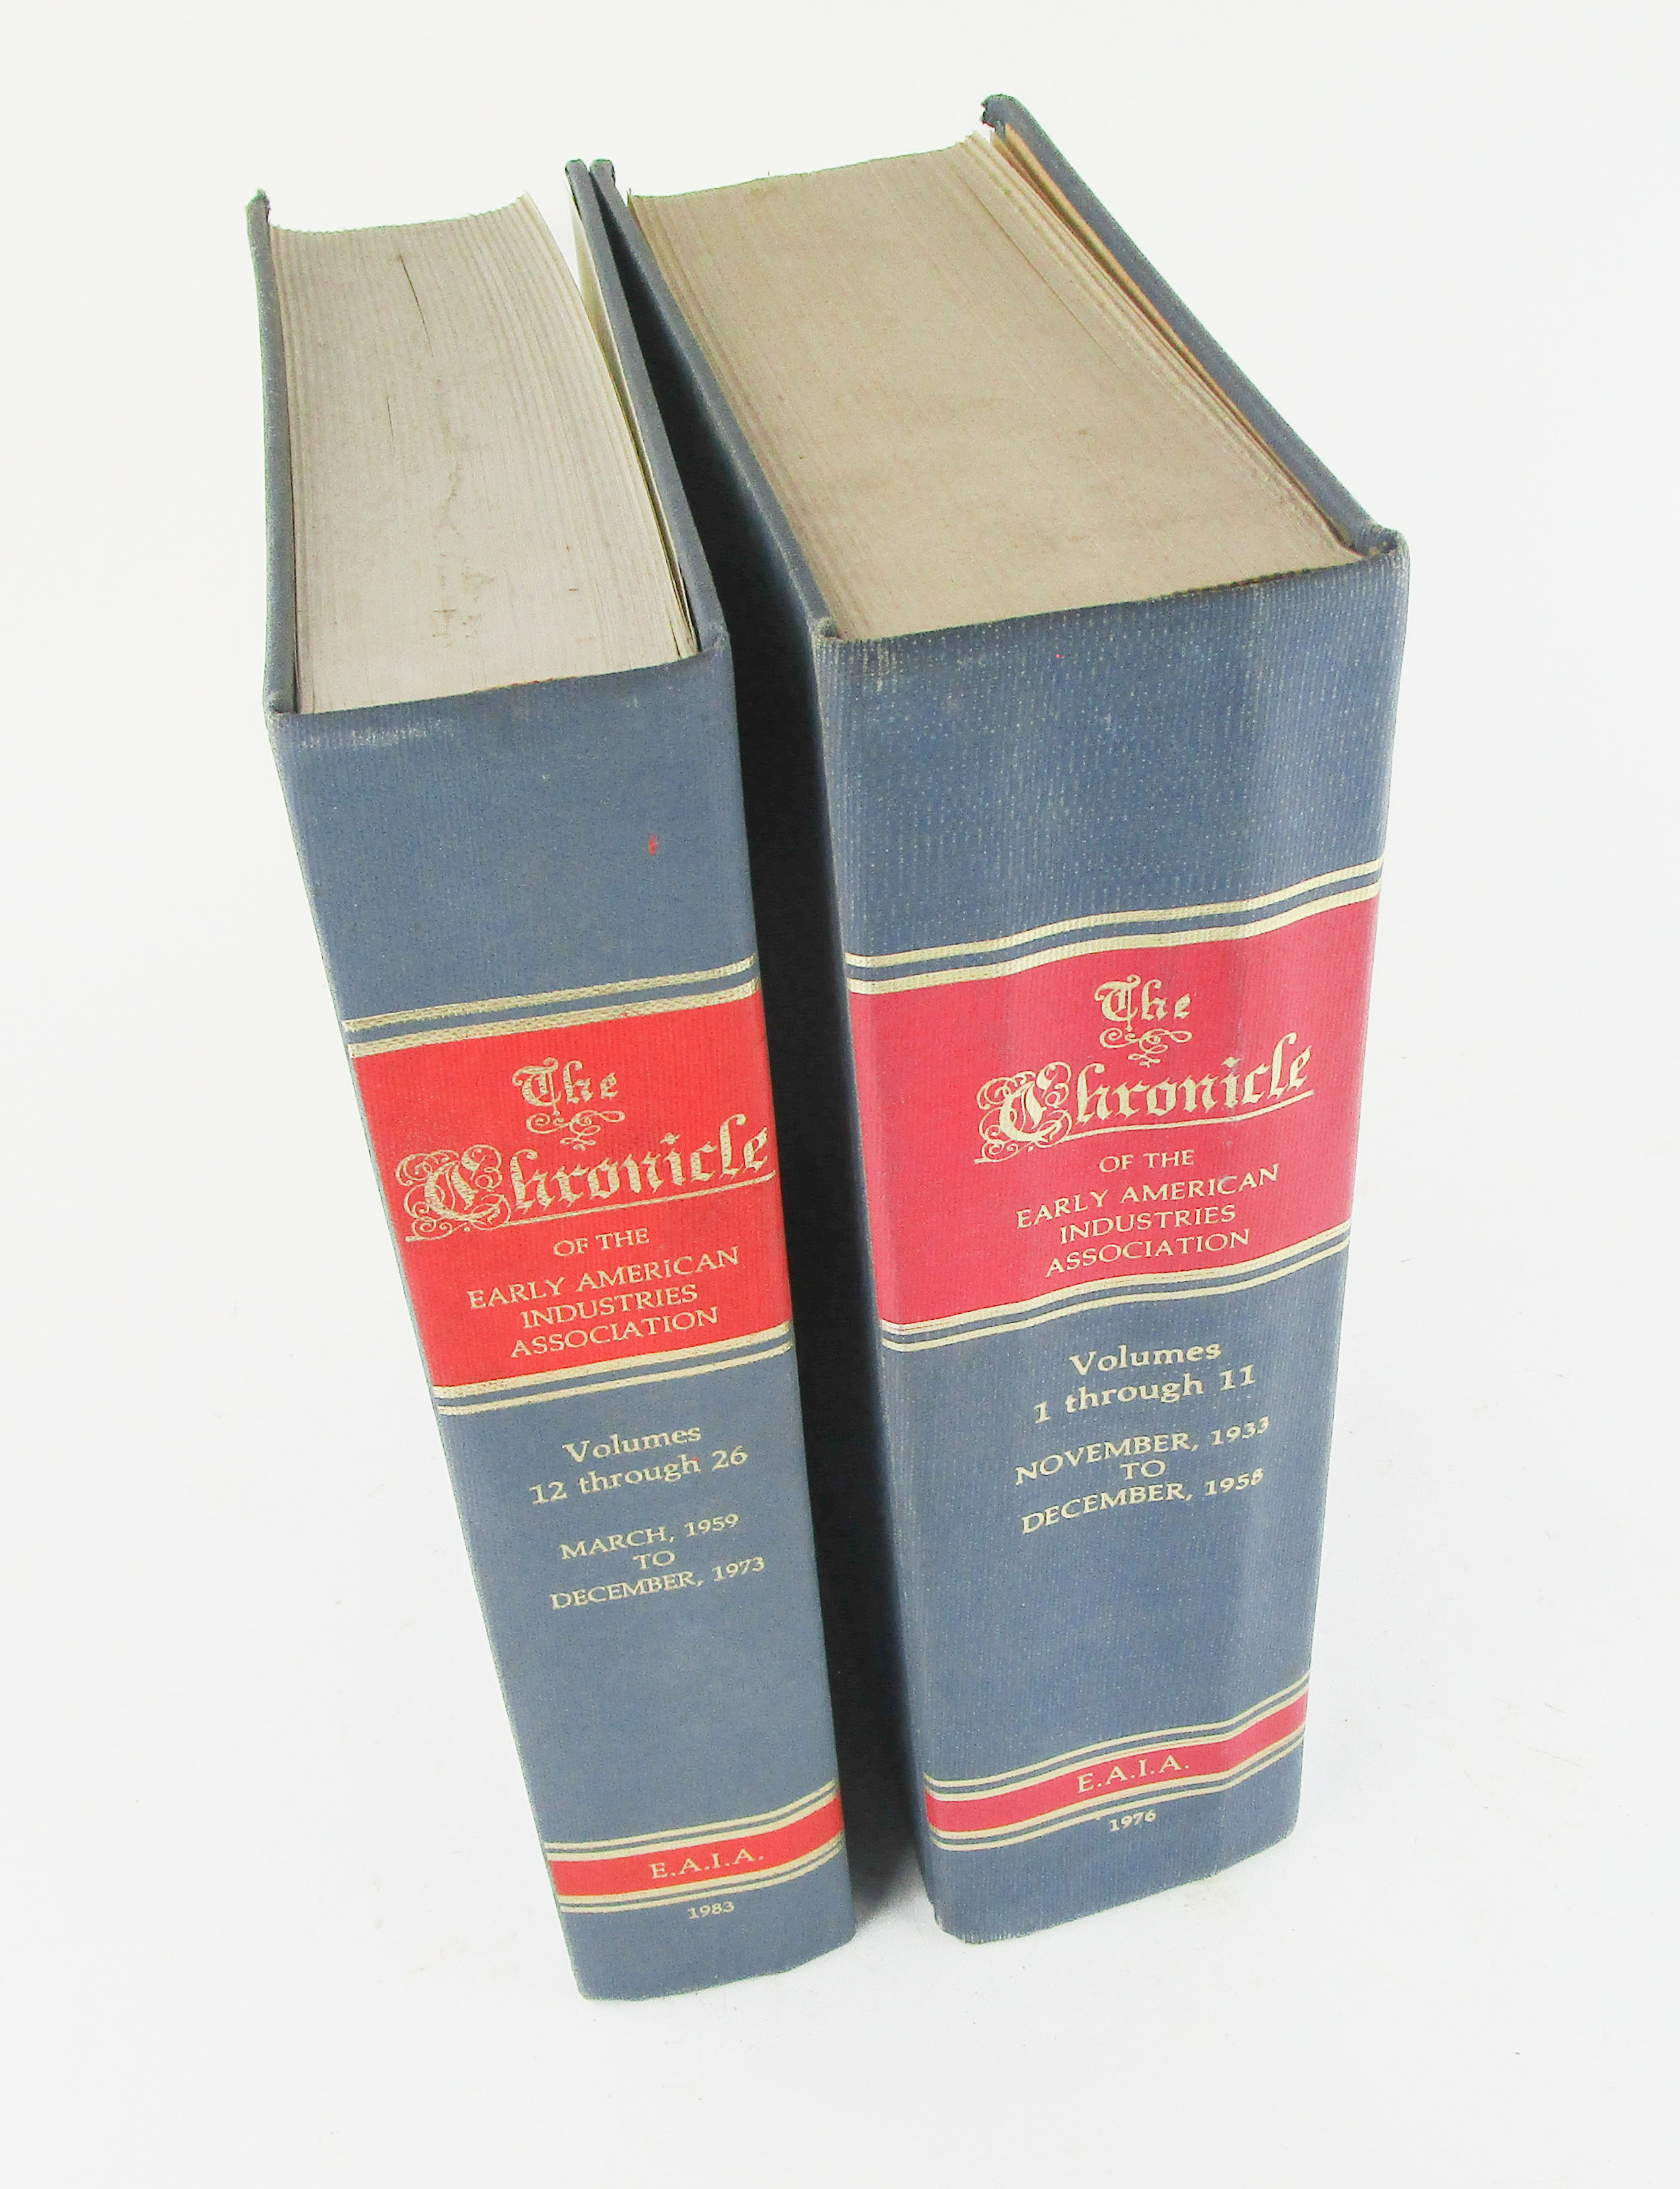 The
Chronicle
OF THE
EARLY AMERICAN
INDUSTRIES
ASSOCIATION
Volumes
12 through 26
MARCH, 1959
TO
DECEMBER, 1973
E.A.I.A.
1983
The
Chronicle
OF THE
EARLY AMERICAN
INDUSTRIES
ASSOCIATION
Volumes
1 through 11
NOVEMBER, 1933
TO
DECEMBER, 1958
E.A.I.A.
1976